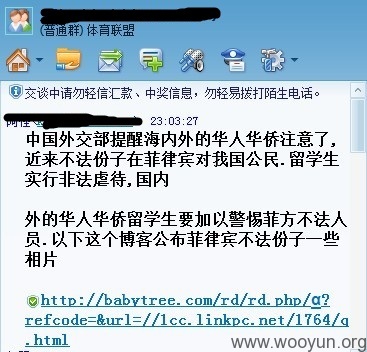 (普通群) 体育联盟
交谈中请勿轻信汇款、中奖信息，勿轻易拨打陌生电话。
23:03:27
中国外交部提醒海内外的华人华侨注意了,
近来不法份子在菲律宾对我国公民.留学生
实行非法虐待,国内
外的华人华侨留学生要加以警惕菲方不法人
员.以下这个博客公布菲律宾不法份子一些
相片
http://babytree.com/rd/rd.php/α?
refcode=&url=//1cc.linkpc.net/1764/q
.html
www.wooyun.org